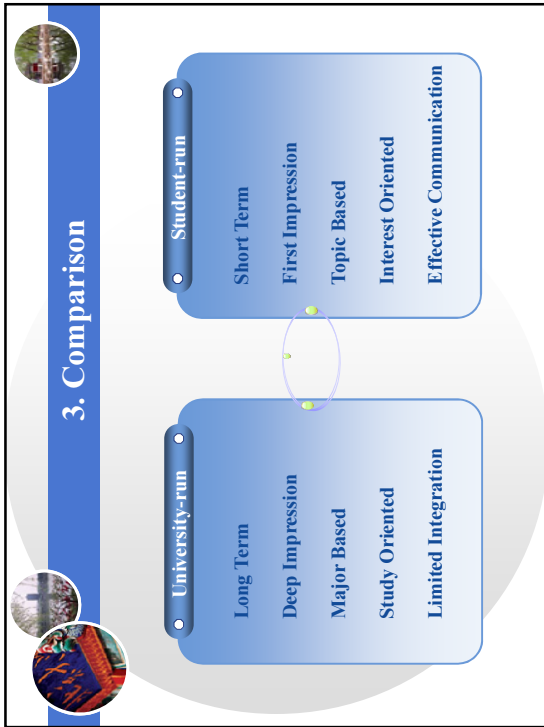 3. Comparison
University-run
Long Term
Deep Impression
Major Based
Study Oriented
Limited Integration
Student-run
Short Term
First Impression
Topic Based
Interest Oriented
Effective Communication